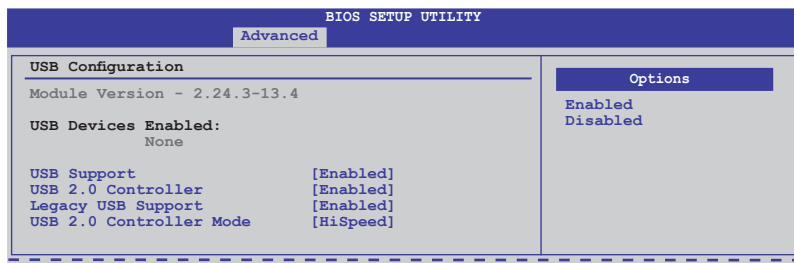 BIOS SETUP UTILITY
Advanced
USB Configuration
Module Version - 2.24.3-13.4
USB Devices Enabled:
None
USB Support [Enabled]
USB 2.0 Controller [Enabled]
Legacy USB Support [Enabled]
USB 2.0 Controller Mode [HiSpeed]
Options
Enabled
Disabled